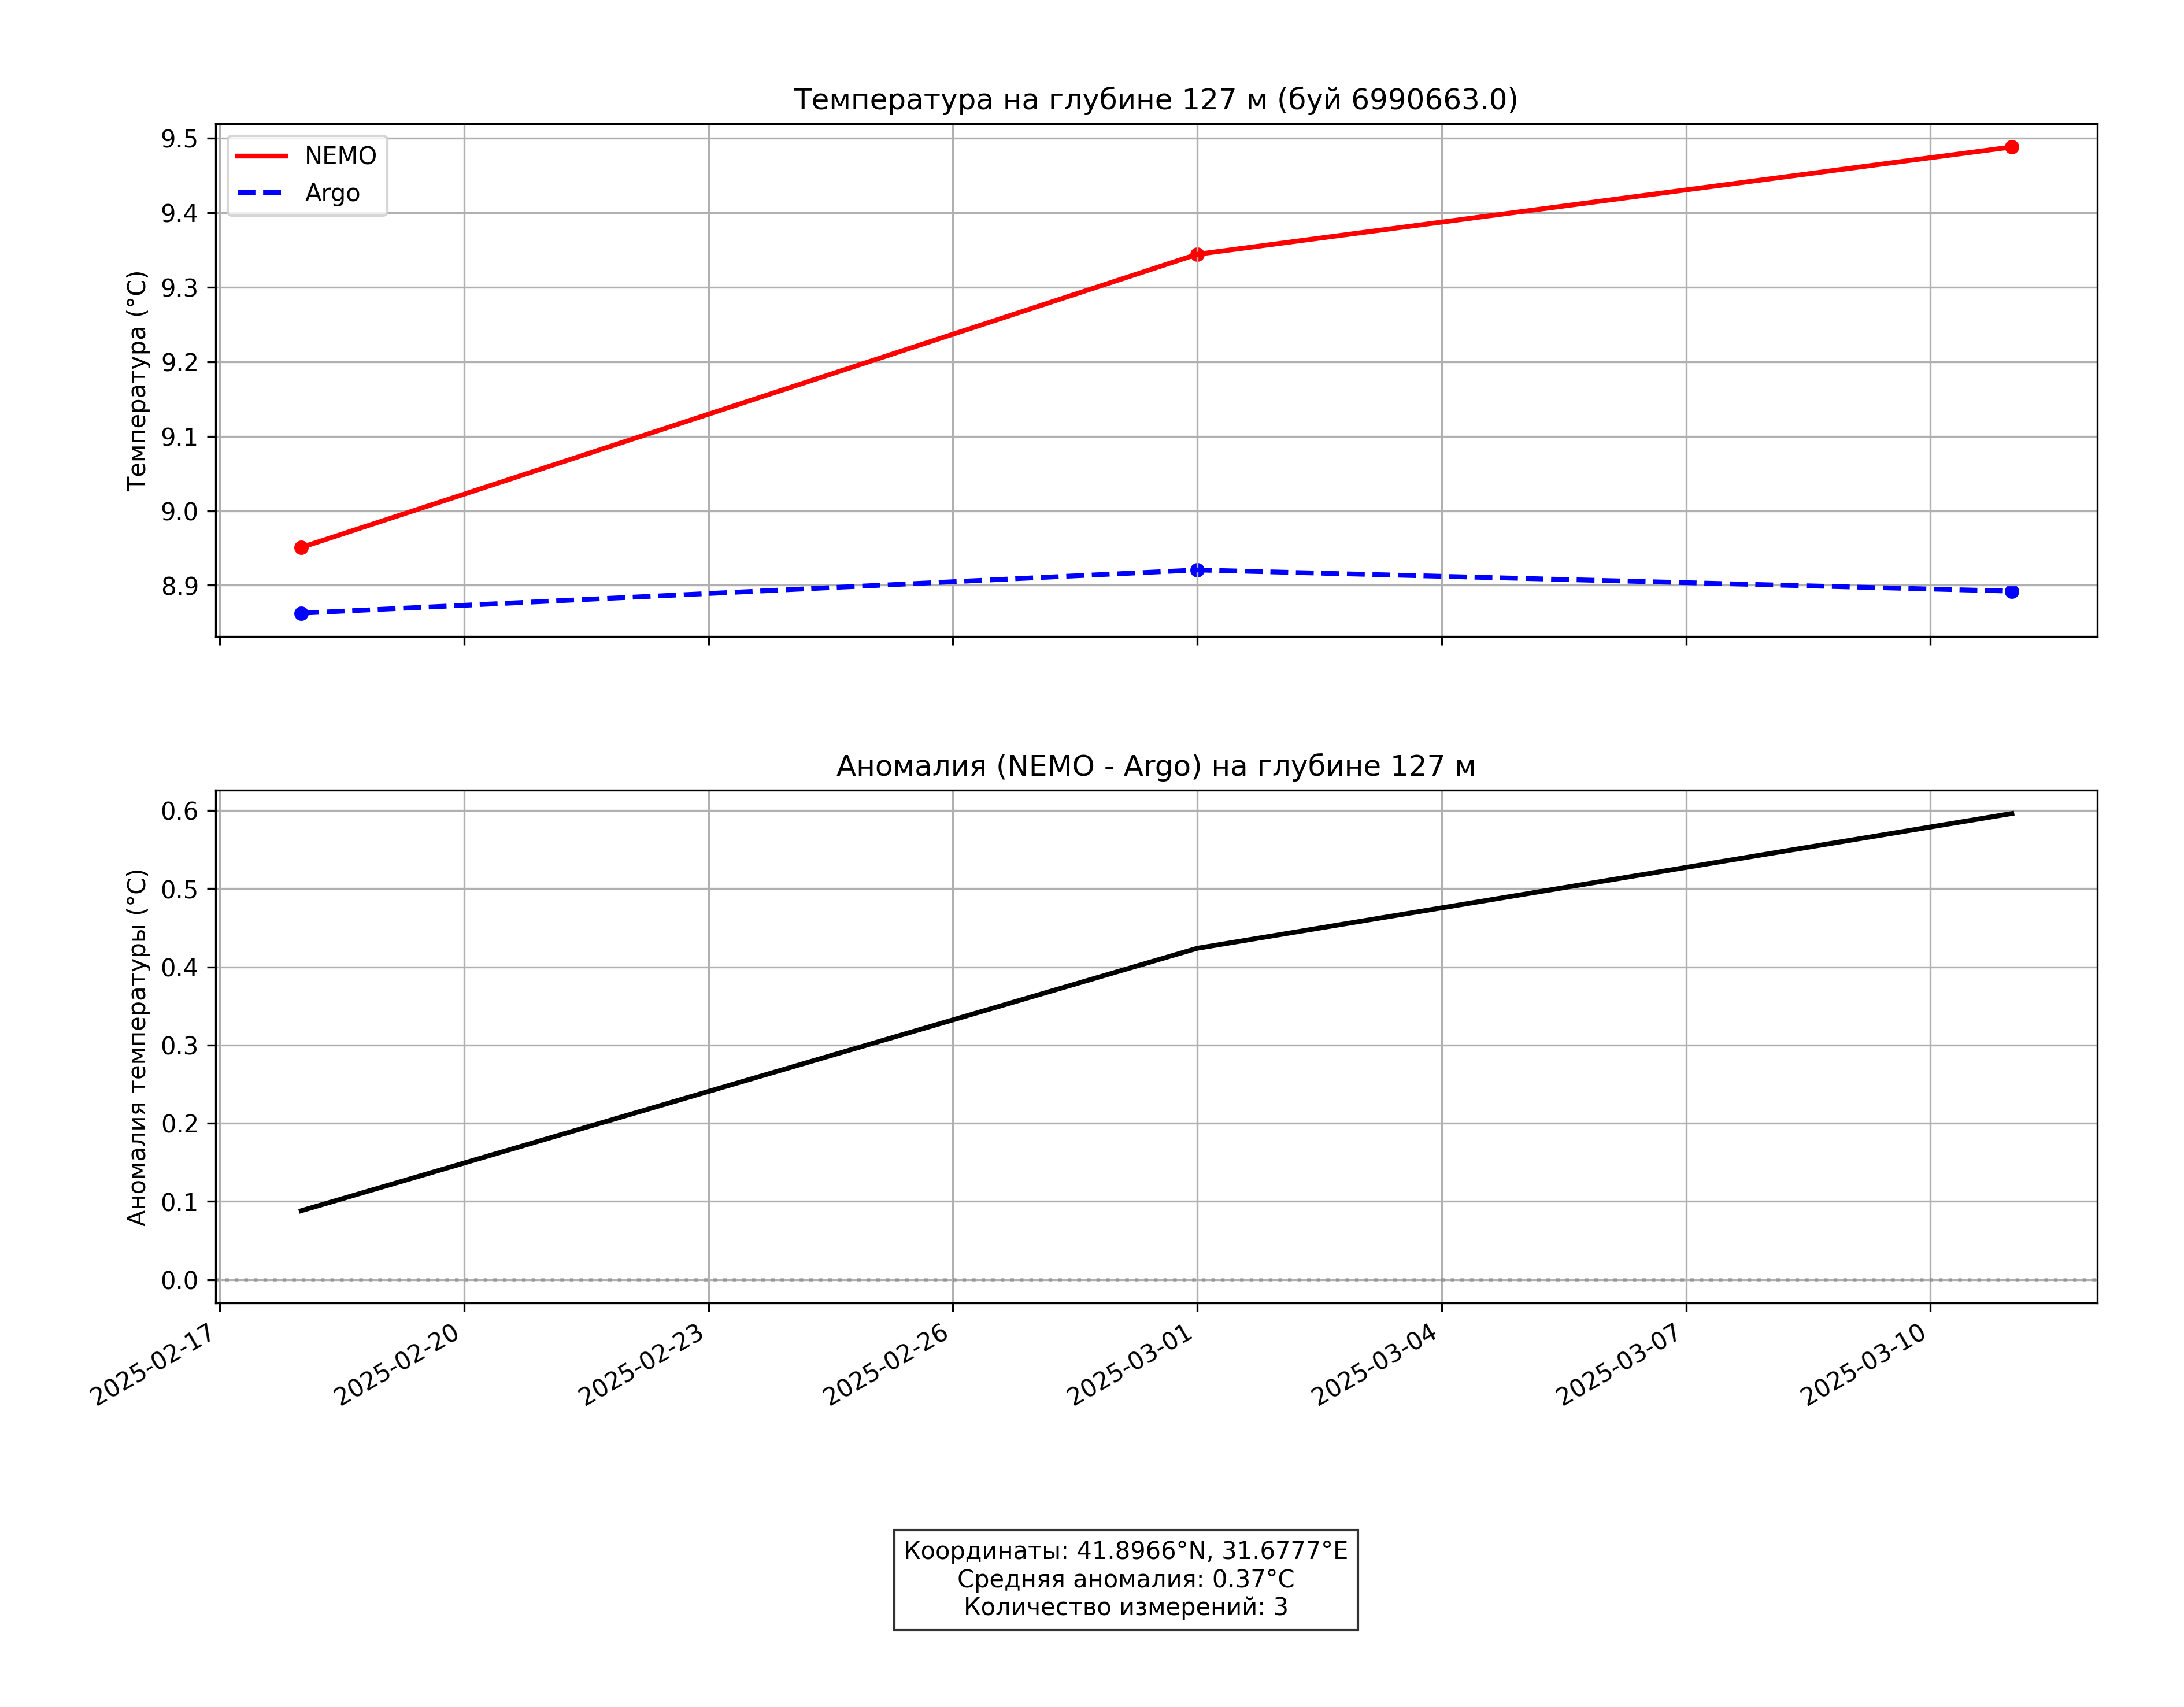 Температура на глубине 127 м (буй 6990663.0)
NEMO
Argo
Температура (°C)
9.5
9.4
9.3
9.2
9.1
9.0
8.9
Аномалия (NEMO - Argo) на глубине 127 м
Аномалия температуры (°C)
0.6
0.5
0.4
0.3
0.2
0.1
0.0
2025-02-17
2025-02-20
2025-02-23
2025-02-26
2025-03-01
2025-03-04
2025-03-07
2025-03-10
Координаты: 41.8966°N, 31.6777°E
Средняя аномалия: 0.37°C
Количество измерений: 3